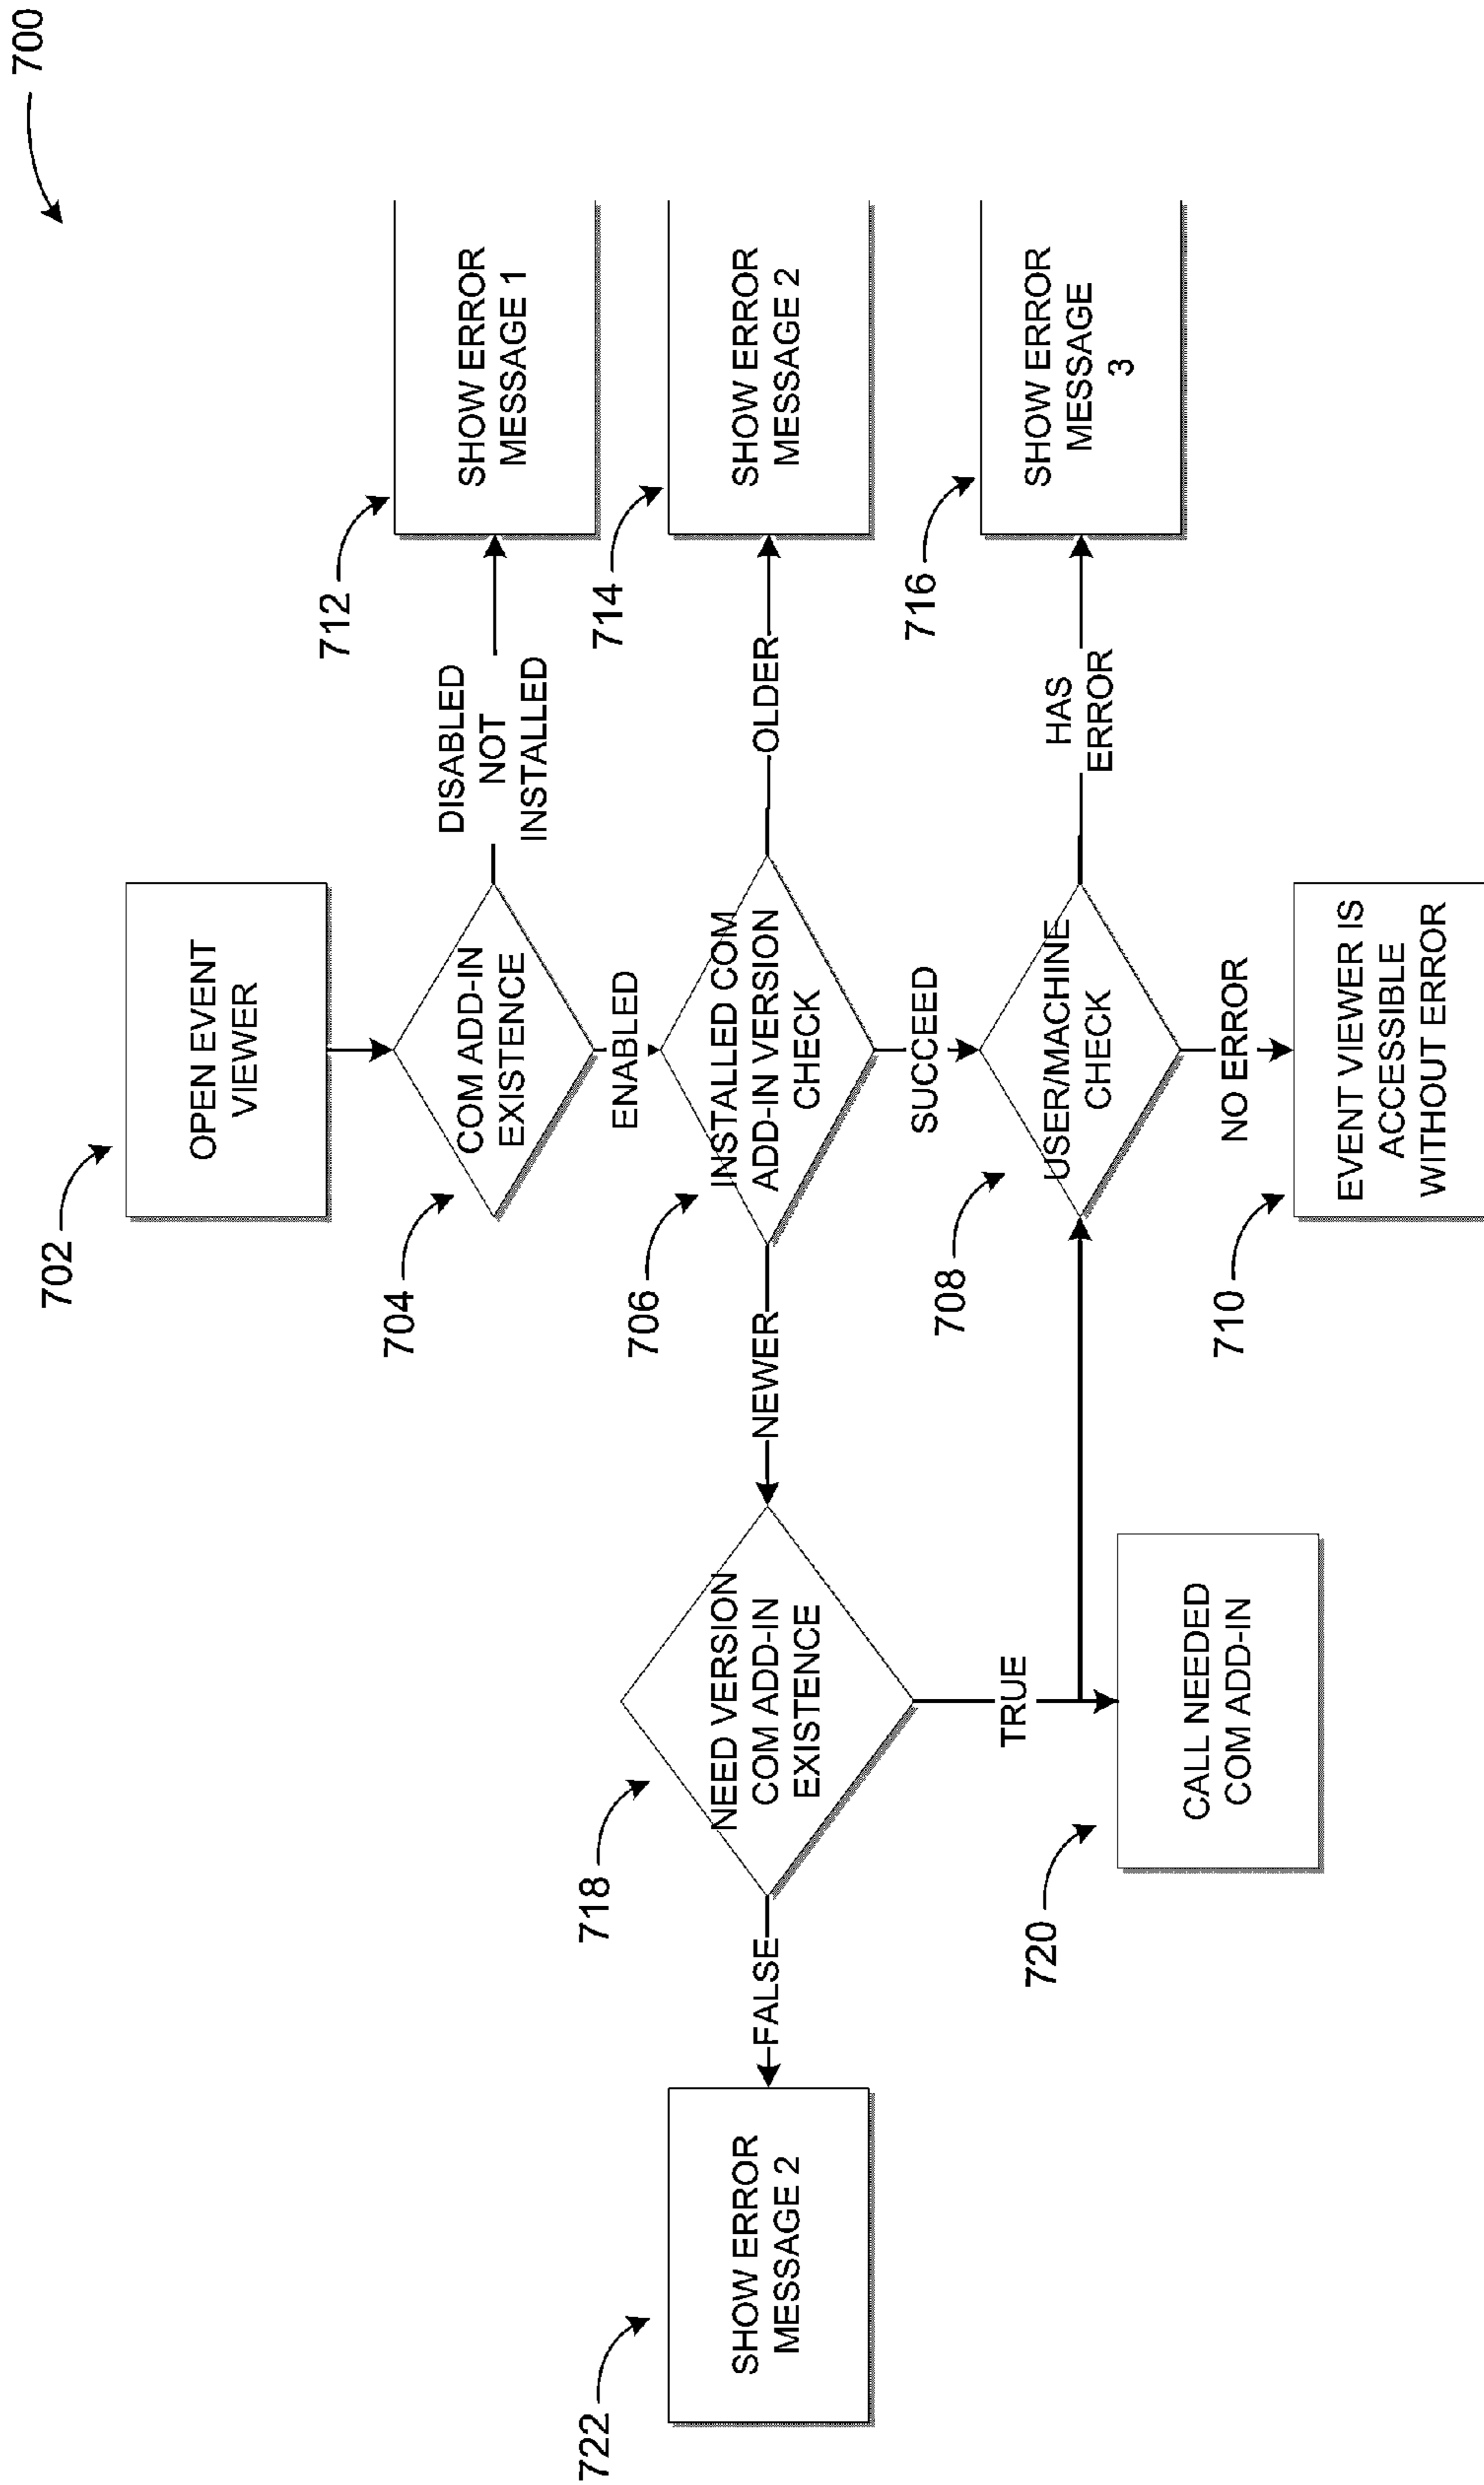 700
702
OPEN EVENT
VIEWER
704
COM ADD-IN
EXISTENCE
DISABLED
NOT
INSTALLED
712
SHOW ERROR
MESSAGE 1
ENABLED
706
INSTALLED COM
ADD-IN VERSION
CHECK
OLDER
714
SHOW ERROR
MESSAGE 2
NEWER
718
NEED VERSION
COM ADD-IN
EXISTENCE
FALSE
722
SHOW ERROR
MESSAGE 2
TRUE
720
CALL NEEDED
COM ADD-IN
SUCCEED
708
USER/MACHINE
CHECK
HAS
ERROR
716
SHOW ERROR
MESSAGE
3
NO ERROR
710
EVENT VIEWER IS
ACCESSIBLE
WITHOUT ERROR